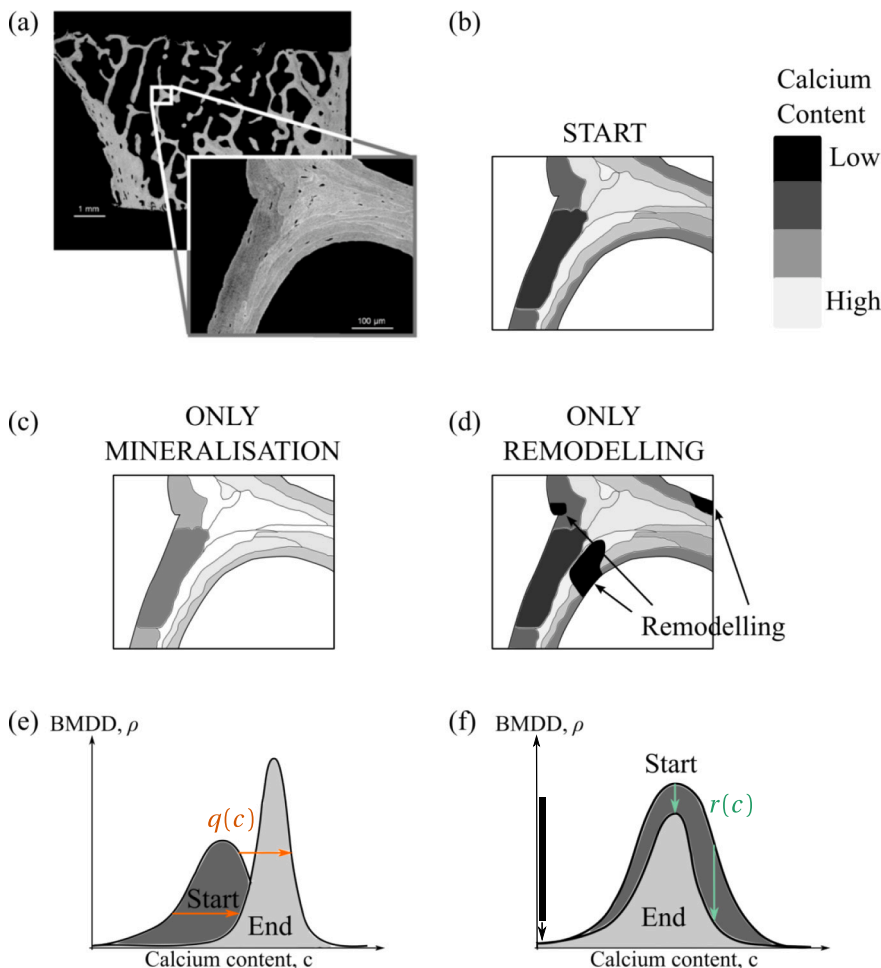 (a)
1 mm
100 μm
(b)
START
Calcium
Content
Low
High
(c)
ONLY
MINERALISATION
(d)
ONLY
REMODELLING
Remodelling
(e)
BMDD, ρ
q(c)
Start
End
Calcium content, c
(f)
BMDD, ρ
Start
r(c)
End
Calcium content, c